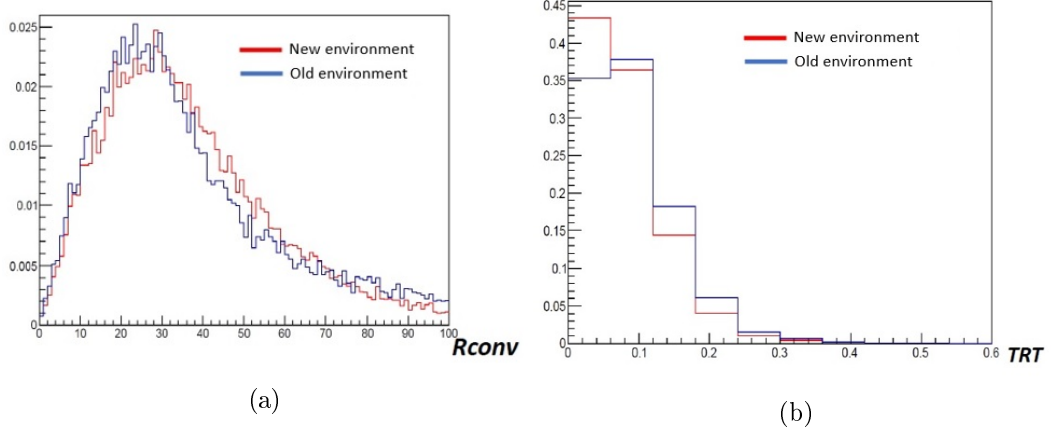 0.025
0.02
0.015
0.01
0.005
0
New environment
Old environment
0 10 20 30 40 50 60 70 80 90 100
Rconv
(a)
0.45
0.4
0.35
0.3
0.25
0.2
0.15
0.1
0.05
0
New environment
Old environment
0 0.1 0.2 0.3 0.4 0.5 0.6
TRT
(b)